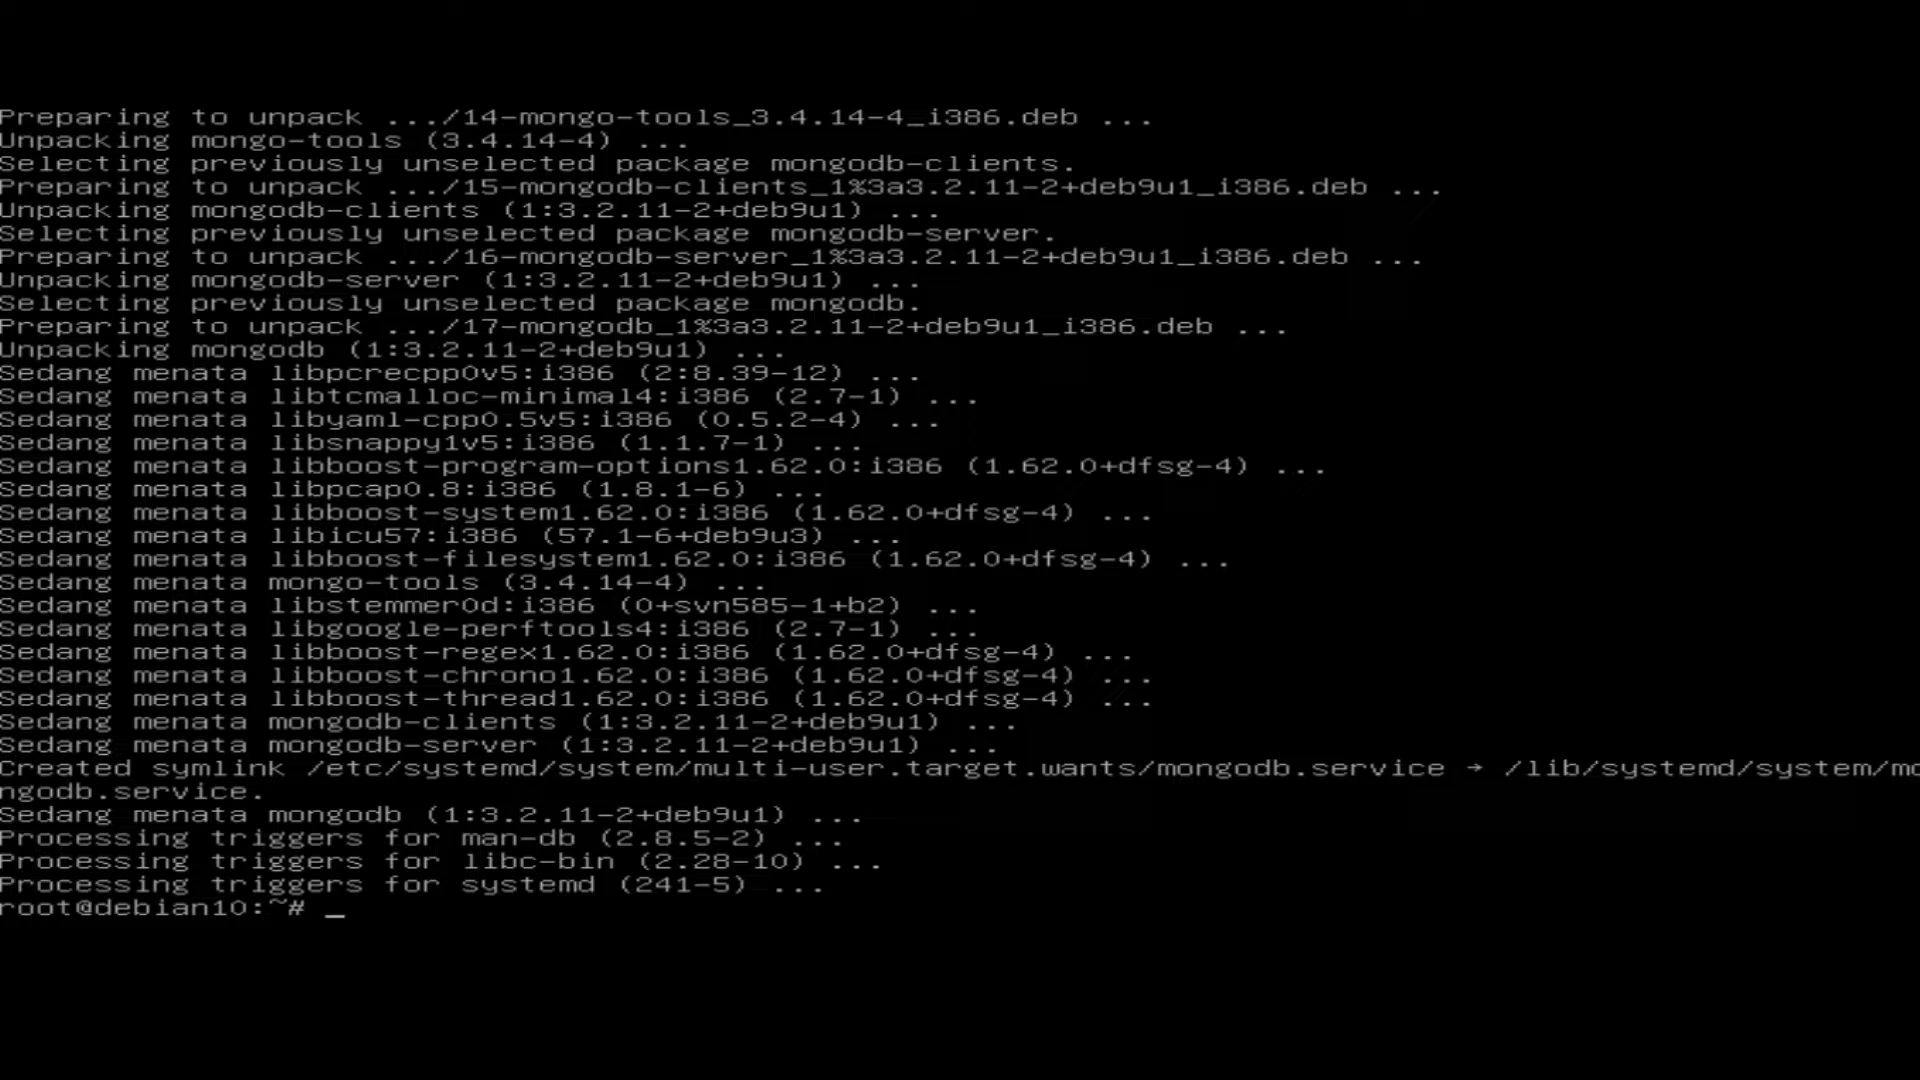 Preparing to unpack .../14-mongo-tools_3.4.14-4_i386.deb ...
Unpacking mongo-tools (3.4.14-4) ...
Selecting previously unselected package mongodb-clients.
Preparing to unpack .../15-mongodb-clients_1%3a3.2.11-2+deb9u1_i386.deb ...
Unpacking mongodb-clients (1:3.2.11-2+deb9u1) ...
Selecting previously unselected package mongodb-server.
Preparing to unpack .../16-mongodb-server_1%3a3.2.11-2+deb9u1_i386.deb ...
Unpacking mongodb-server (1:3.2.11-2+deb9u1) ...
Selecting previously unselected package mongodb.
Preparing to unpack .../17-mongodb_1%3a3.2.11-2+deb9u1_i386.deb ...
Unpacking mongodb (1:3.2.11-2+deb9u1) ...
Sedang menata libpcrecpp0v5:i386 (2:8.39-12) ...
Sedang menata libtcmalloc-minimal4:i386 (2.7-1) ...
Sedang menata libyaml-cpp0.5v5:i386 (0.5.2-4) ...
Sedang menata libsnappy1v5:i386 (1.1.7-1) ...
Sedang menata libboost-program-options1.62.0:i386 (1.62.0+dfsg-4) ...
Sedang menata libpcap0.8:i386 (1.8.1-6) ...
Sedang menata libboost-system1.62.0:i386 (1.62.0+dfsg-4) ...
Sedang menata libicu57:i386 (57.1-6+deb9u3) ...
Sedang menata libboost-filesystem1.62.0:i386 (1.62.0+dfsg-4) ...
Sedang menata mongo-tools (3.4.14-4) ...
Sedang menata libstemmer0d:i386 (0+svn585-1+b2) ...
Sedang menata libgoogle-perftools4:i386 (2.7-1) ...
Sedang menata libboost-regex1.62.0:i386 (1.62.0+dfsg-4) ...
Sedang menata libboost-chrono1.62.0:i386 (1.62.0+dfsg-4) ...
Sedang menata libboost-thread1.62.0:i386 (1.62.0+dfsg-4) ...
Sedang menata mongodb-clients (1:3.2.11-2+deb9u1) ...
Sedang menata mongodb-server (1:3.2.11-2+deb9u1) ...
Created symlink /etc/systemd/system/multi-user.target.wants/mongodb.service → /lib/systemd/system/mo
ngodb.service.
Sedang menata mongodb (1:3.2.11-2+deb9u1) ...
Processing triggers for man-db (2.8.5-2) ...
Processing triggers for libc-bin (2.28-10) ...
Processing triggers for systemd (241-5) ...
root@debian10:~# _